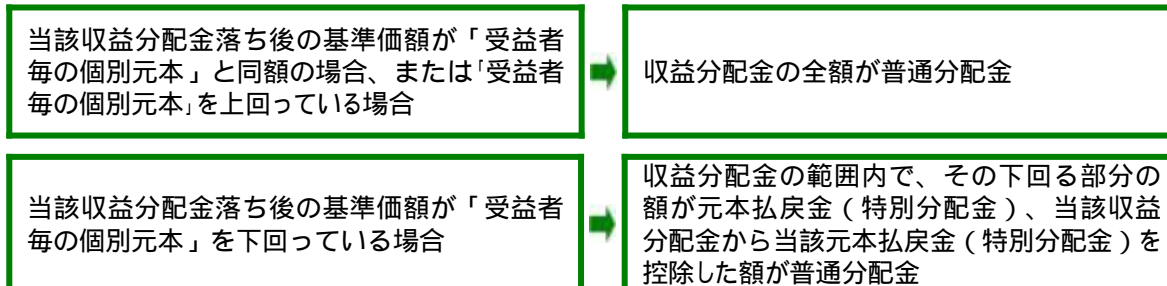 当該収益分配金落ち後の基準価額が「受益者
毎の個別元本」と同額の場合、または「受益者
毎の個別元本」を上回っている場合
収益分配金の全額が普通分配金
当該収益分配金落ち後の基準価額が「受益者
毎の個別元本」を下回っている場合
収益分配金の範囲内で、その下回る部分の
額が元本払戻金(特別分配金)、当該収益
分配金から当該元本払戻金(特別分配金)を
控除した額が普通分配金